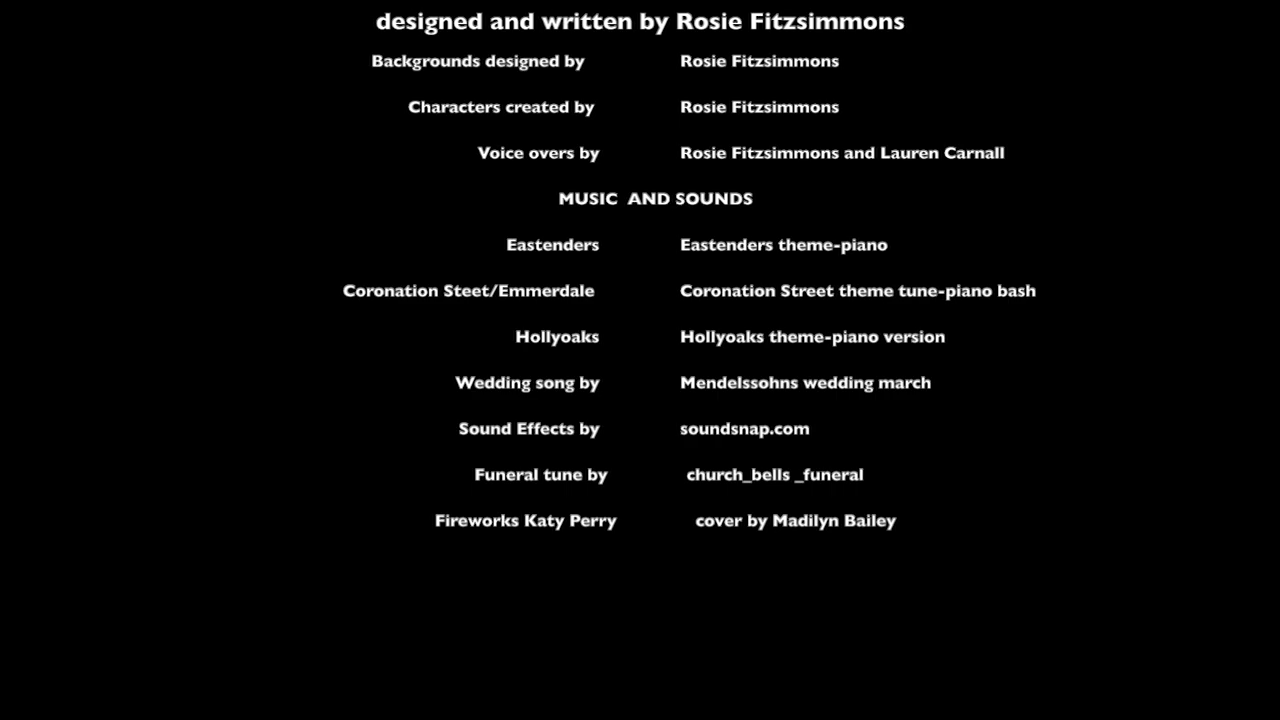 designed and written by Rosie Fitzsimmons
Backgrounds designed by Rosie Fitzsimmons
Characters created by Rosie Fitzsimmons
Voice overs by Rosie Fitzsimmons and Lauren Carnall
MUSIC AND SOUNDS
Eastenders Eastenders theme-piano
Coronation Steet/Emmerdale Coronation Street theme tune-piano bash
Hollyoaks Hollyoaks theme-piano version
Wedding song by Mendelssohns wedding march
Sound Effects by soundsnap.com
Funeral tune by church_bells _funeral
Fireworks Katy Perry cover by Madilyn Bailey